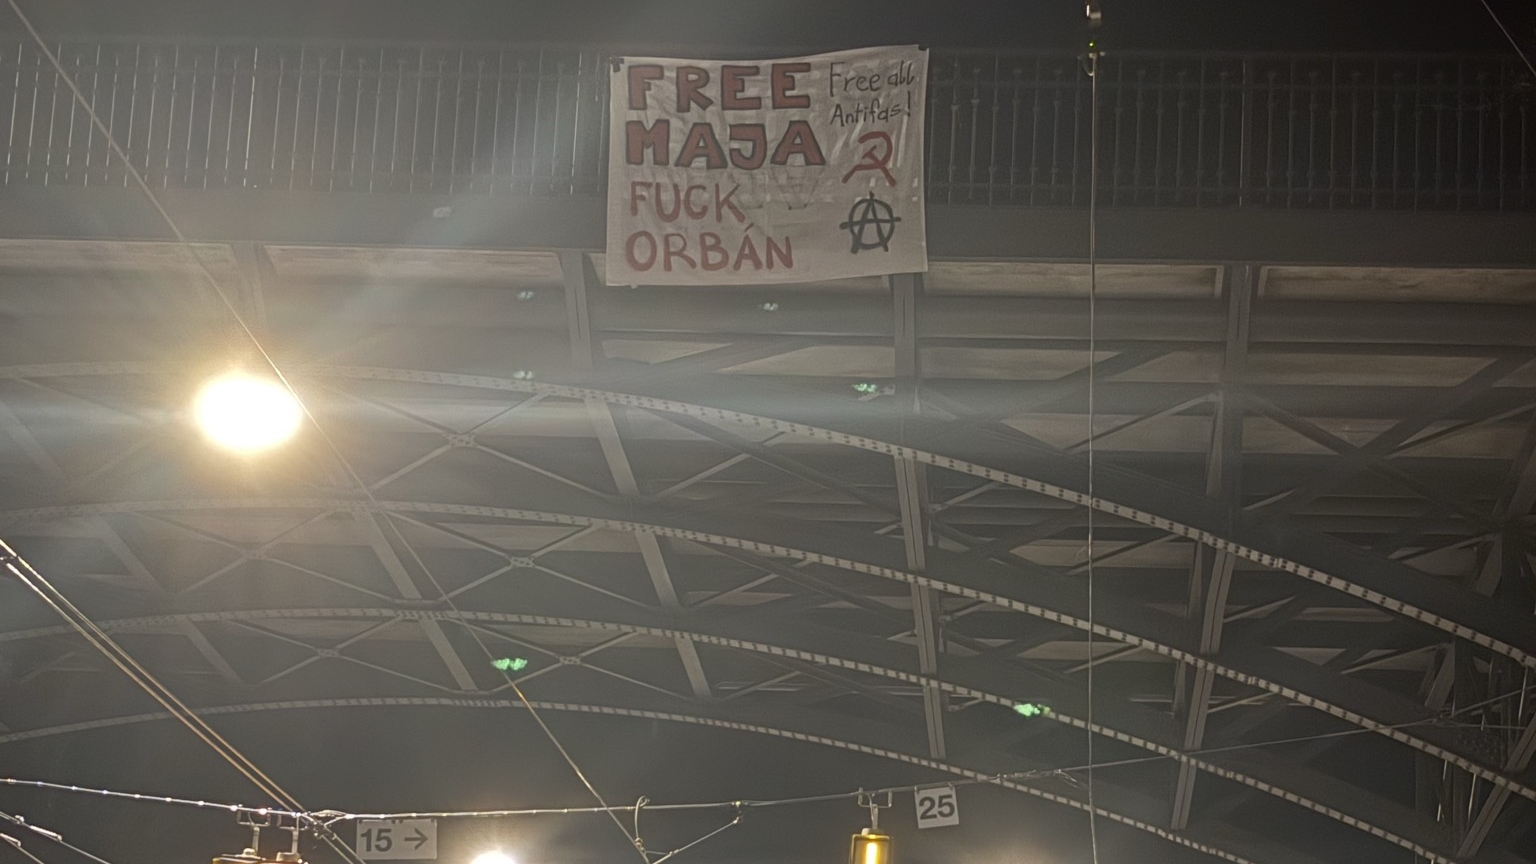 FREE
MAJA
FUCK
ORBÁN
Free all
Antifas!
A
25
15 →